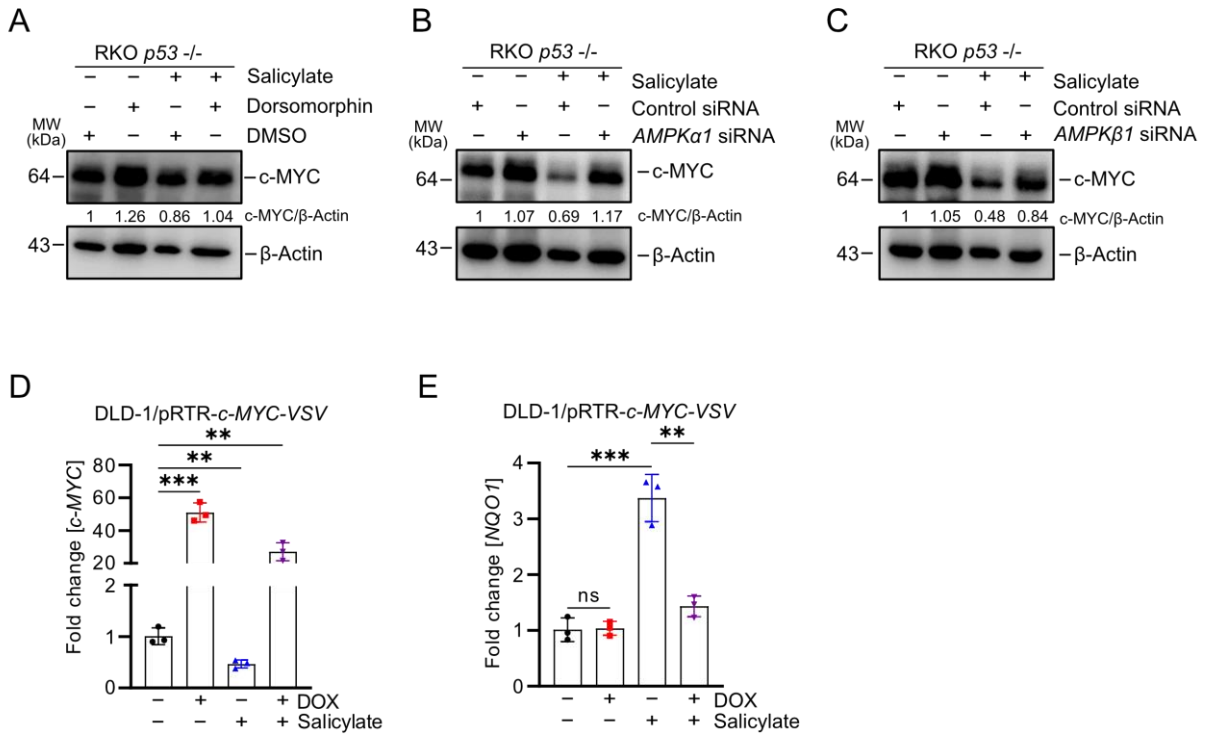 A
RKO p53 -/-
− − + + Salicylate
− + − + Dorsomorphin
MW
(kDa)
+ − + − DMSO
64 c-MYC
1 1.26 0.86 1.04 c-MYC/β-Actin
43 β-Actin
B
RKO p53 -/-
− − + + Salicylate
+ − + − Control siRNA
MW
(kDa)
− + − + AMPKα1 siRNA
64 c-MYC
1 1.07 0.69 1.17 c-MYC/β-Actin
43 β-Actin
C
RKO p53 -/-
− − + + Salicylate
+ − + − Control siRNA
MW
(kDa)
− + − + AMPKβ1 siRNA
64 c-MYC
1 1.05 0.48 0.84 c-MYC/β-Actin
43 β-Actin
D
DLD-1/pRTR-c-MYC-VSV
**
**
***
Fold change [c-MYC]
80
60
40
20
2
1
0
− + − + DOX
− − + + Salicylate
E
DLD-1/pRTR-c-MYC-VSV
**
***
ns
Fold change [NQO1]
4
3
2
1
0
− + − + DOX
− − + + Salicylate